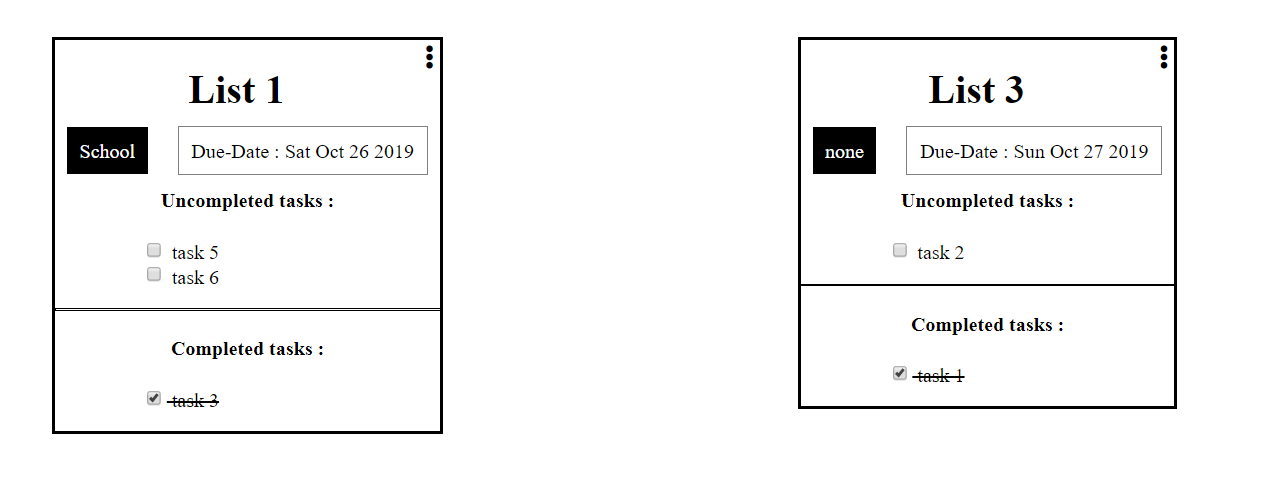 List 1
School
Due-Date : Sat Oct 26 2019
Uncompleted tasks :
task 5
task 6
Completed tasks :
task 3
List 3
none
Due-Date : Sun Oct 27 2019
Uncompleted tasks :
task 2
Completed tasks :
task 1